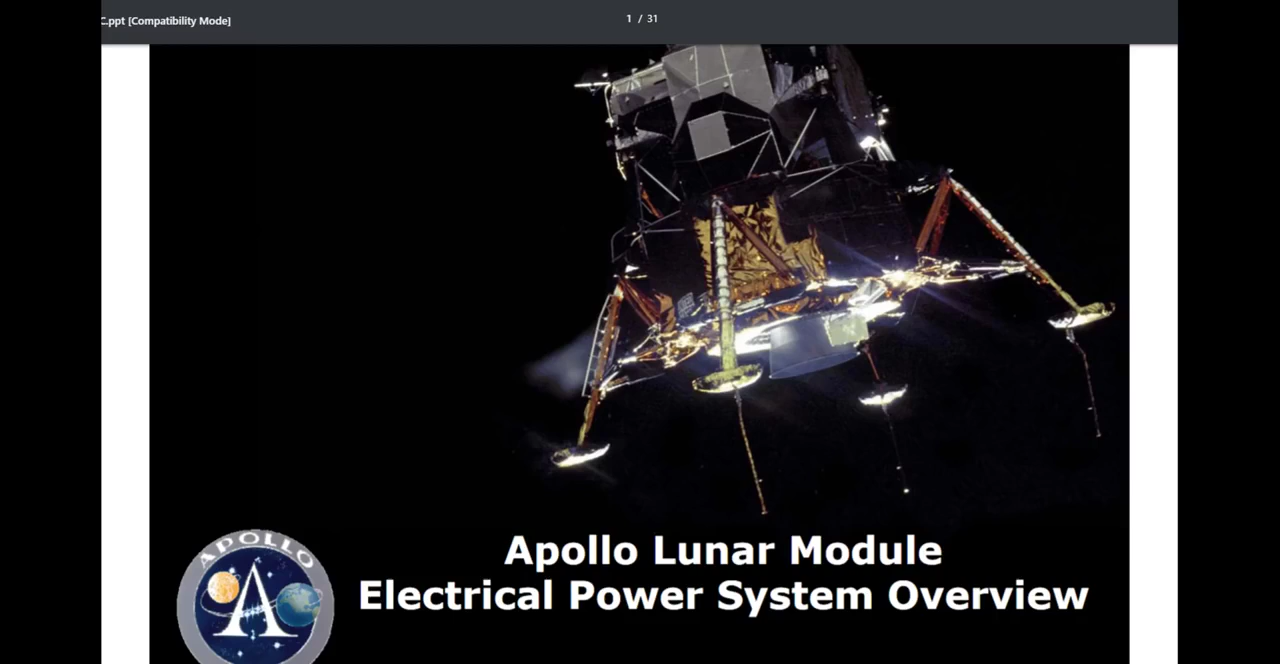 C.ppt [Compatibility Mode]
1 / 31
APOLLO
Apollo Lunar Module
Electrical Power System Overview